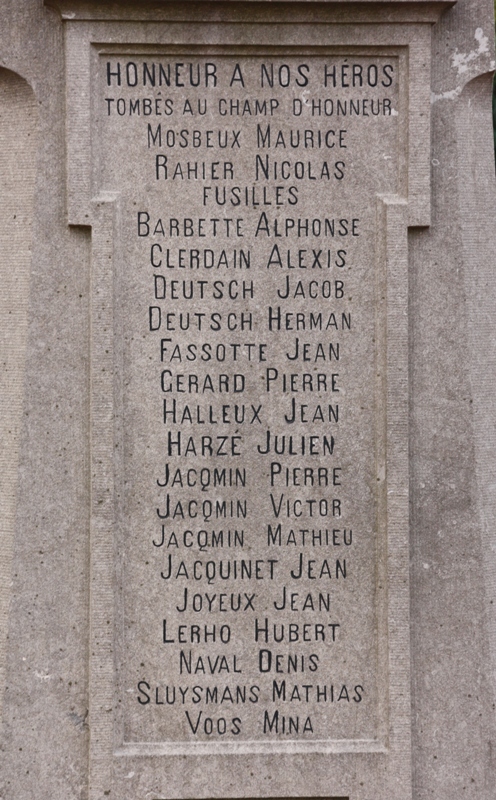 HONNEUR A NOS HÉROS
TOMBÉS AU CHAMP D'HONNEUR
MOSBEUX MAURICE
RAHIER NICOLAS
FUSILLÉS
BARBETTE ALPHONSE
CLERDAIN ALEXIS
DEUTSCH JACOB
DEUTSCH HERMAN
FASSOTTE JEAN
GERARD PIERRE
HALLEUX JEAN
HARZÉ JULIEN
JACQMIN PIERRE
JACQMIN VICTOR
JACQMIN MATHIEU
JACQUINET JEAN
JOYEUX JEAN
LERHO HUBERT
NAVAL DENIS
SLUYSMANS MATHIAS
VOOS MINA